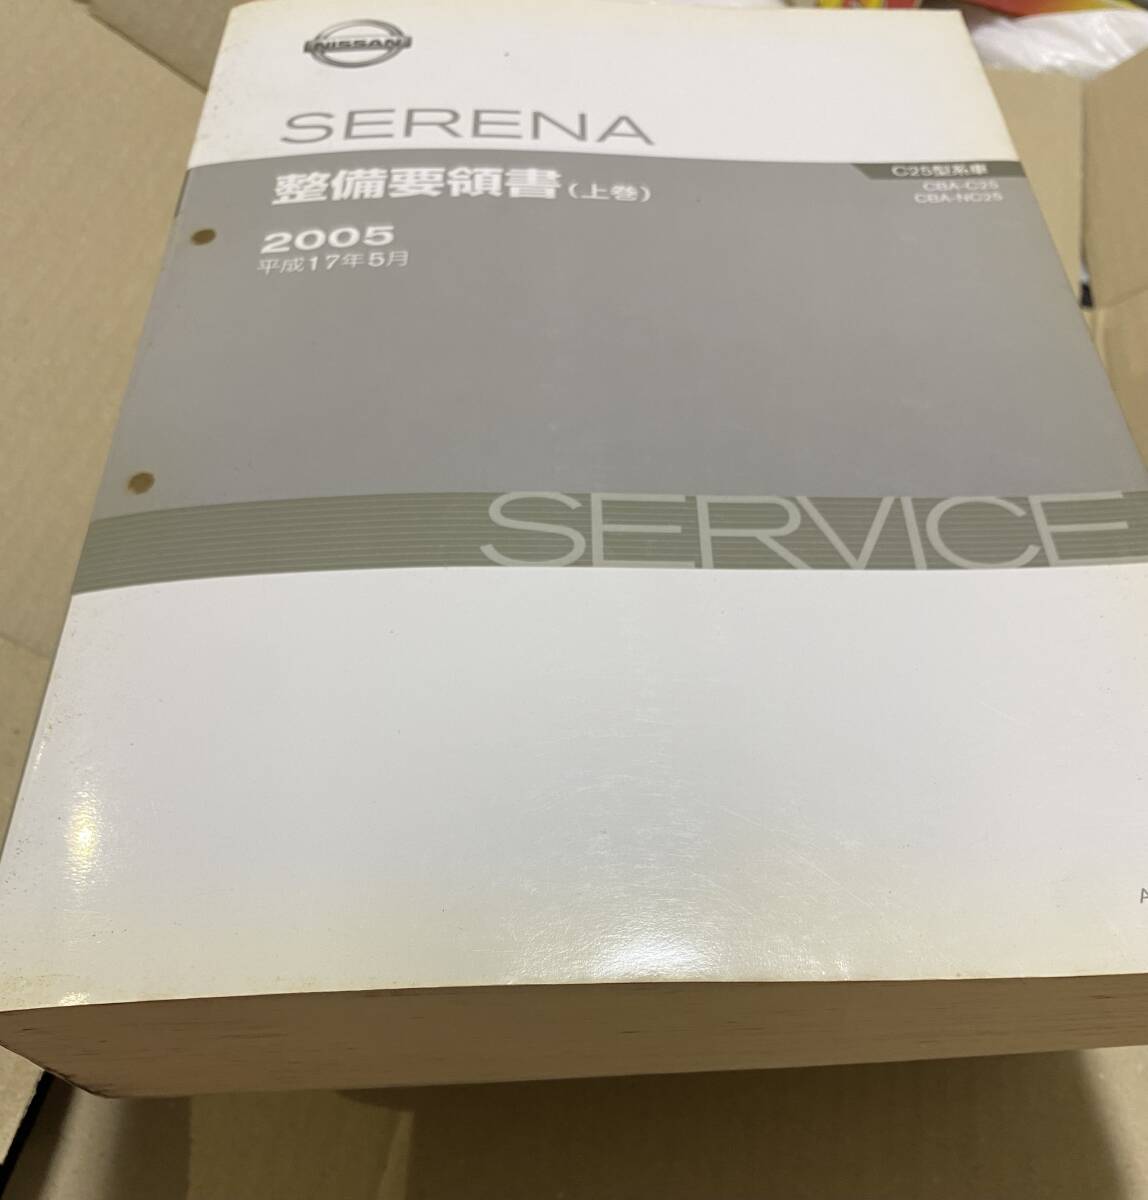 NISSAN
SERENA
整備要領書(上巻)
C25型系車
CBA-C25
CBA-NC25
2005
平成17年5月
SERVICE
A